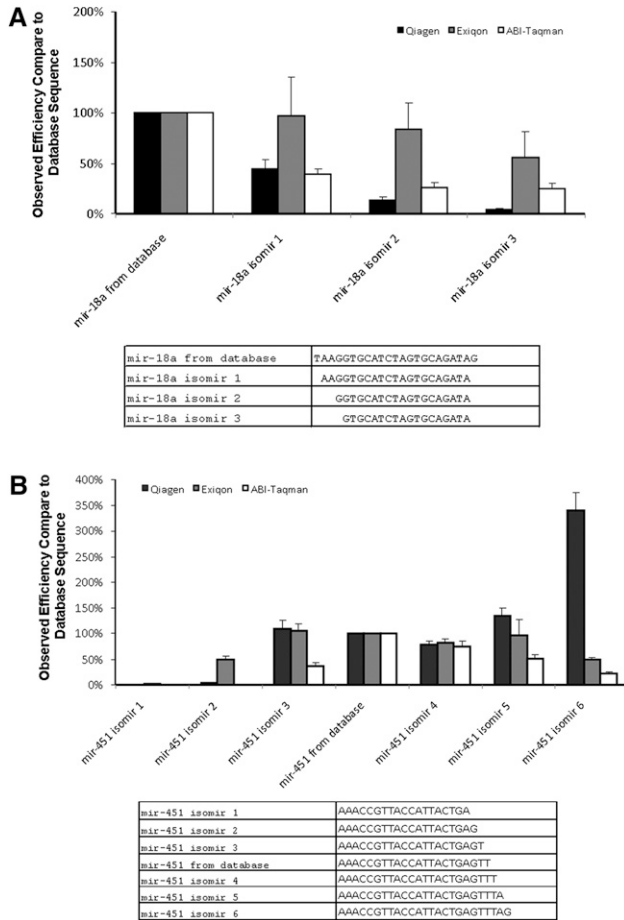 A
Observed Efficiency Compare to
Database Sequence
200%
150%
100%
50%
0%
Qiagen
Exiqon
ABI-Taqman
mir-18a from database
mir-18a isomir 1
mir-18a isomir 2
mir-18a isomir 3
mir-18a from database TAAGGTGCATCTAGTGCAGATAG
mir-18a isomir 1 AAGGTGCATCTAGTGCAGATA
mir-18a isomir 2 GGTGCATCTAGTGCAGATA
mir-18a isomir 3 GTGCATCTAGTGCAGATA
B
Observed Efficiency Compare to
Database Sequence
400%
350%
300%
250%
200%
150%
100%
50%
0%
Qiagen
Exiqon
ABI-Taqman
mir-451 isomir 1
mir-451 isomir 2
mir-451 isomir 3
mir-451 from database
mir-451 isomir 4
mir-451 isomir 5
mir-451 isomir 6
mir-451 isomir 1 AAACCGTTACCATTACTGA
mir-451 isomir 2 AAACCGTTACCATTACTGAG
mir-451 isomir 3 AAACCGTTACCATTACTGAGT
mir-451 from database AAACCGTTACCATTACTGAGTT
mir-451 isomir 4 AAACCGTTACCATTACTGAGTTT
mir-451 isomir 5 AAACCGTTACCATTACTGAGTTTA
mir-451 isomir 6 AAACCGTTACCATTACTGAGTTTAG